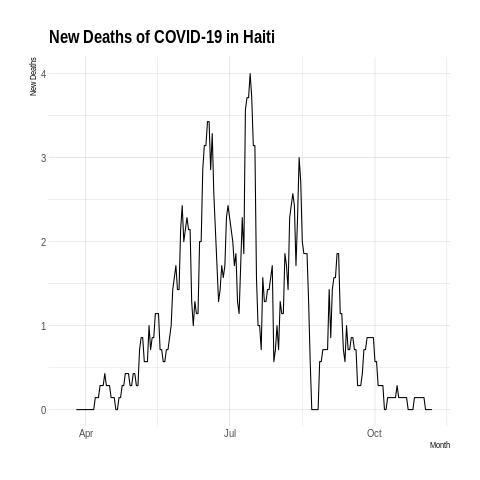 New Deaths of COVID-19 in Haiti
New Deaths
4
3
2
1
0
Apr
Jul
Oct
Month